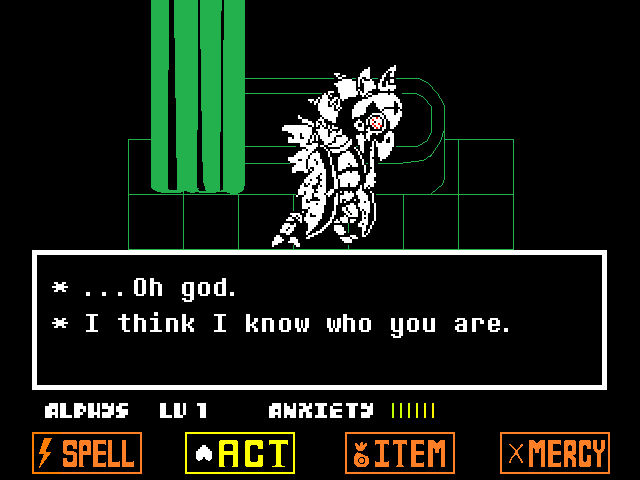 * ...Oh god.
* I think I know who you are.
ALPHYS LV 1 ANXIETY
SPELL ACT ITEM MERCY